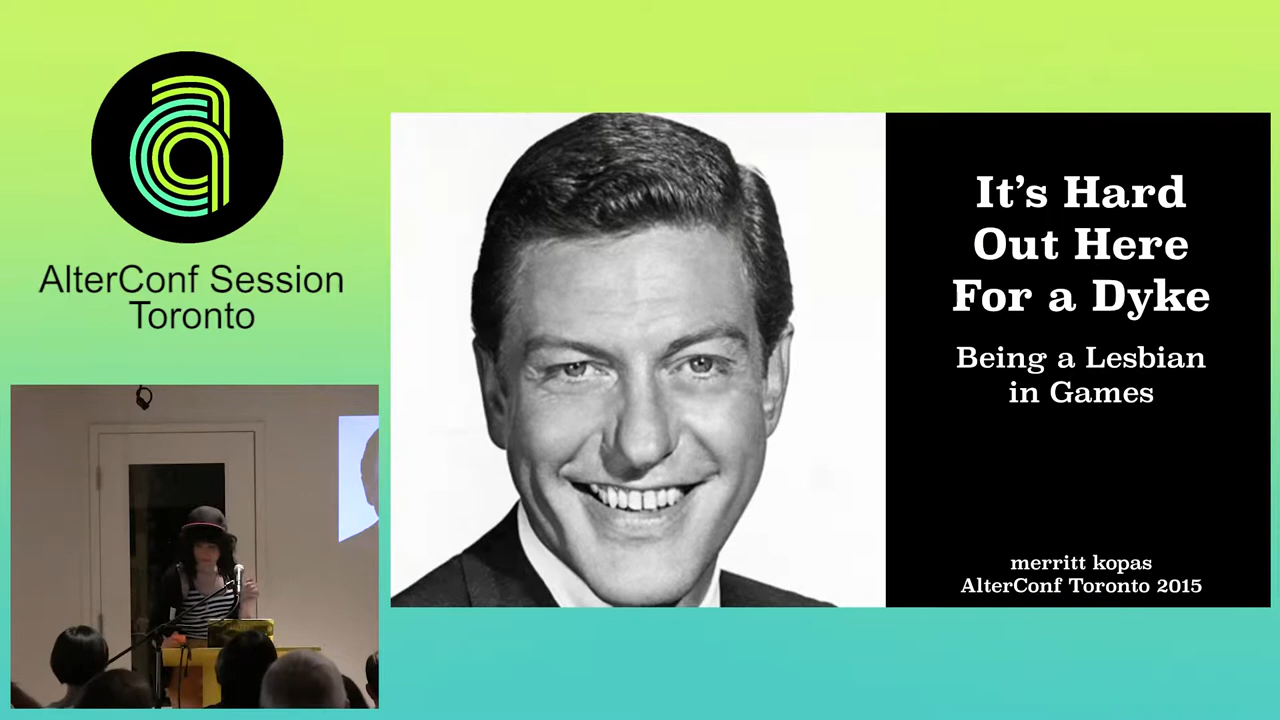 AlterConf Session
Toronto
It’s Hard
Out Here
For a Dyke
Being a Lesbian
in Games
merritt kopas
AlterConf Toronto 2015